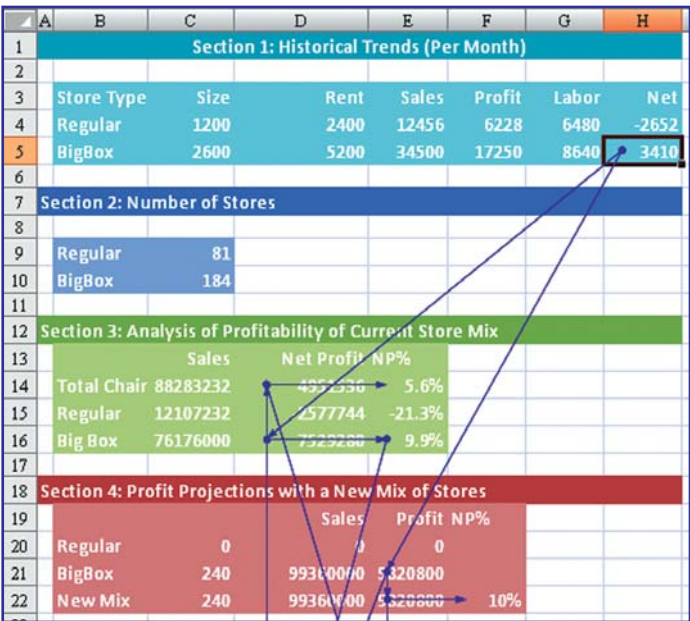 A B C D E F G H
1 Section 1: Historical Trends (Per Month)
2
3 Store Type Size Rent Sales Profit Labor Net
4 Regular 1200 2400 12456 6228 6480 -2652
5 BigBox 2600 5200 34500 17250 8640 3410
6
7 Section 2: Number of Stores
8
9 Regular 81
10 BigBox 184
11
12 Section 3: Analysis of Profitability of Current Store Mix
13 Sales Net Profit NP%
14 Total Chair 88283232 4951536 5.6%
15 Regular 12107232 2577744 -21.3%
16 Big Box 76176000 7529280 9.9%
17
18 Section 4: Profit Projections with a New Mix of Stores
19 Sales Profit NP%
20 Regular 0 0 0
21 BigBox 240 99360000
22 New Mix 240 99360000 10%